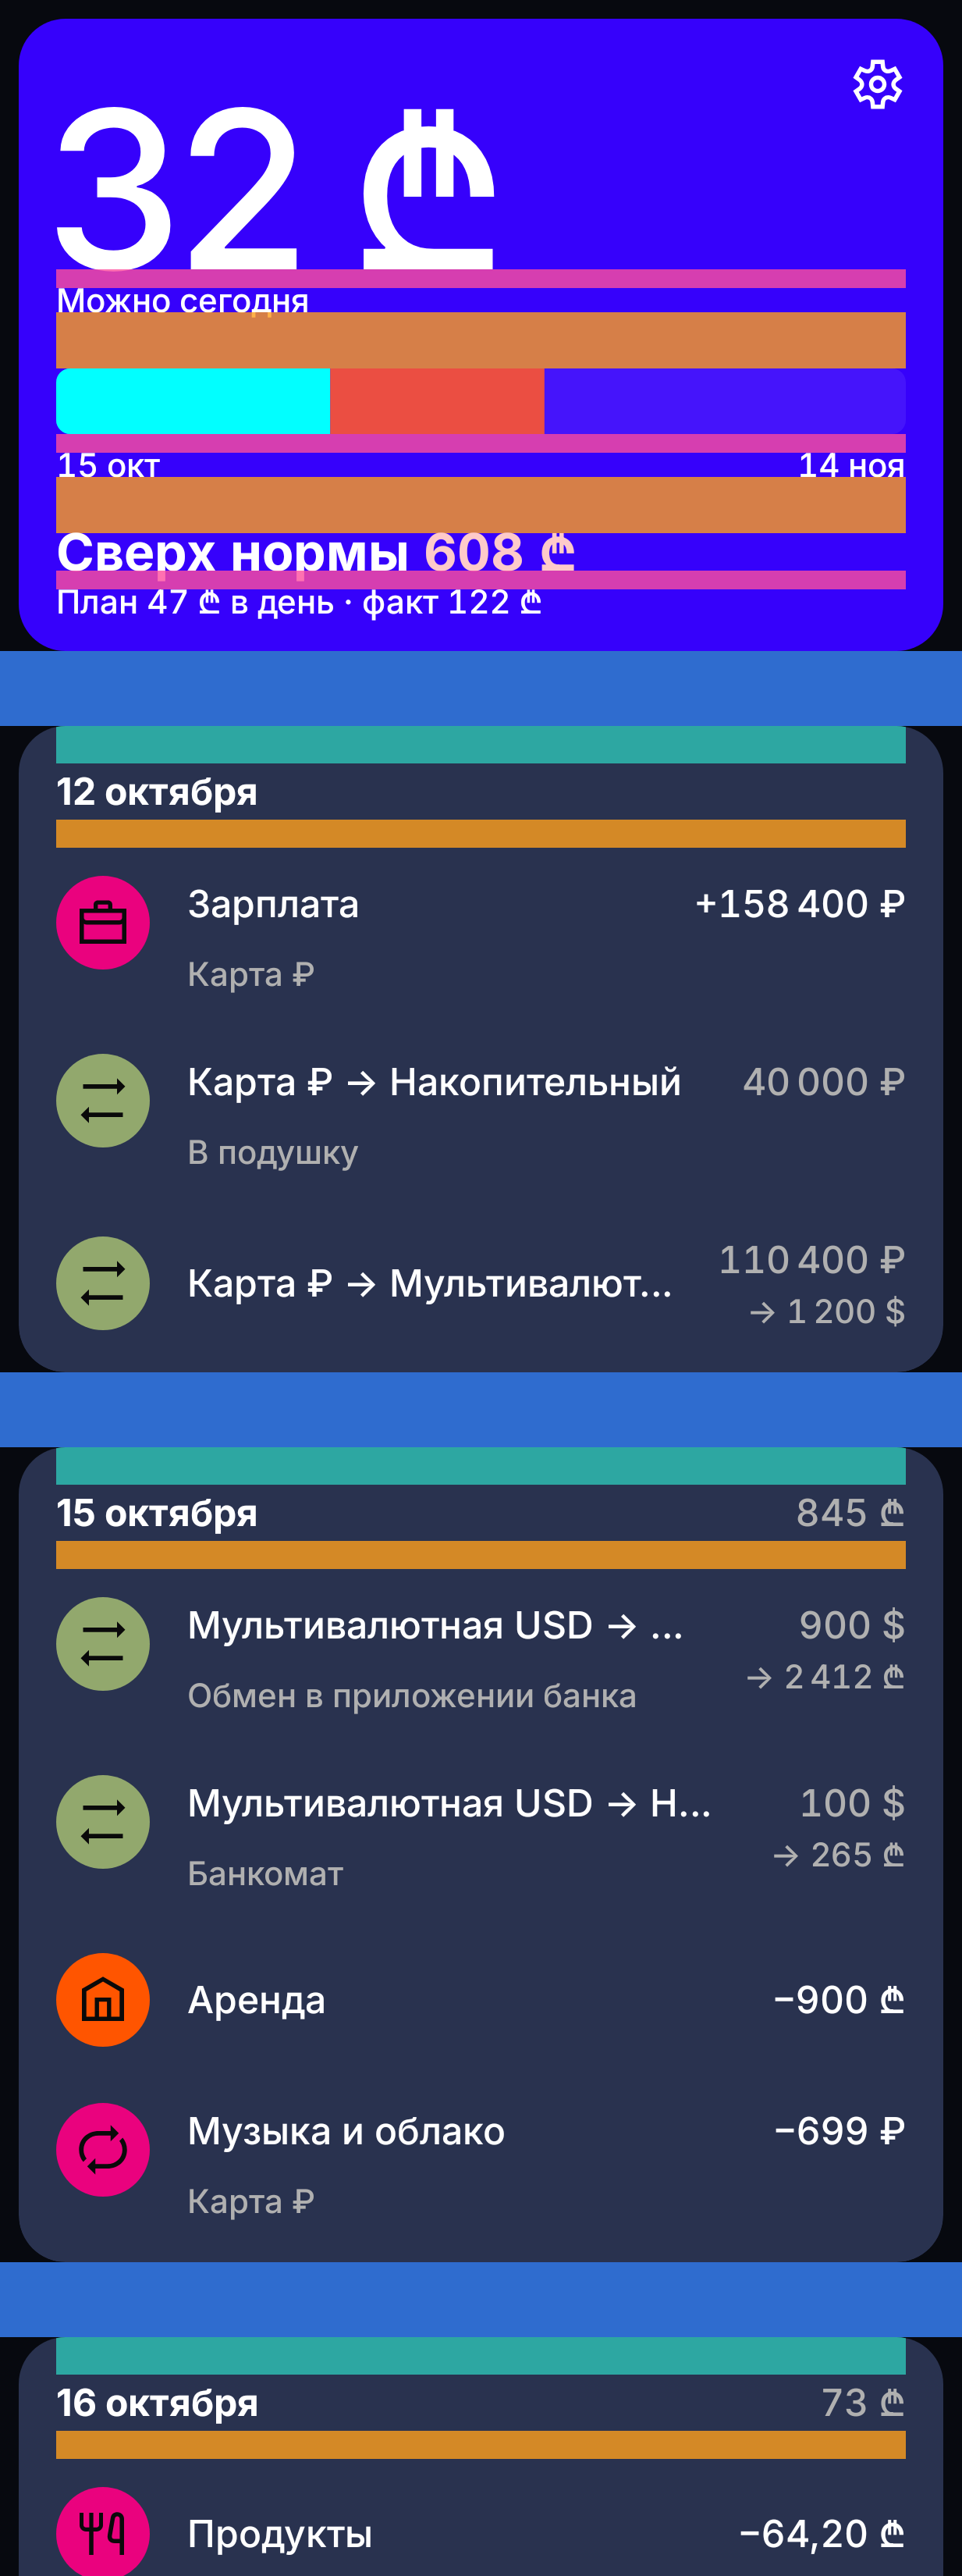 32 ₾
Можно сегодня
15 окт 14 ноя
Сверх нормы 608 ₾
План 47 ₾ в день · факт 122 ₾
12 октября
Зарплата +158 400 ₽
Карта ₽
Карта ₽ → Накопительный 40 000 ₽
В подушку
110 400 ₽
Карта ₽ → Мультивалют...
→ 1 200 $
15 октября 845 ₾
Мультивалютная USD → ... 900 $
→ 2 412 ₾
Обмен в приложении банка
Мультивалютная USD → Н... 100 $
→ 265 ₾
Банкомат
Аренда −900 ₾
Музыка и облако −699 ₽
Карта ₽
16 октября 73 ₾
Продукты −64,20 ₾